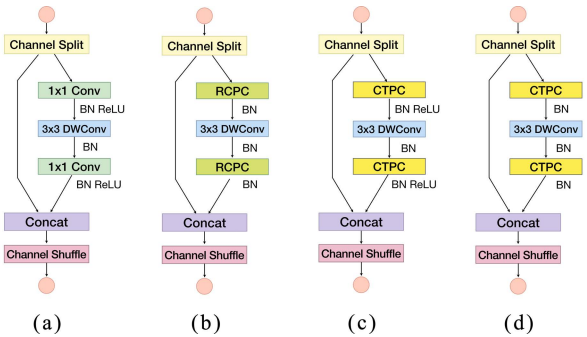 Channel Split
1x1 Conv
BN ReLU
3x3 DWConv
BN
1x1 Conv
BN ReLU
Concat
Channel Shuffle
(a)
Channel Split
RCPC
BN
3x3 DWConv
BN
RCPC
BN
Concat
Channel Shuffle
(b)
Channel Split
CTPC
BN ReLU
3x3 DWConv
BN
CTPC
BN ReLU
Concat
Channel Shuffle
(c)
Channel Split
CTPC
BN
3x3 DWConv
BN
CTPC
BN
Concat
Channel Shuffle
(d)